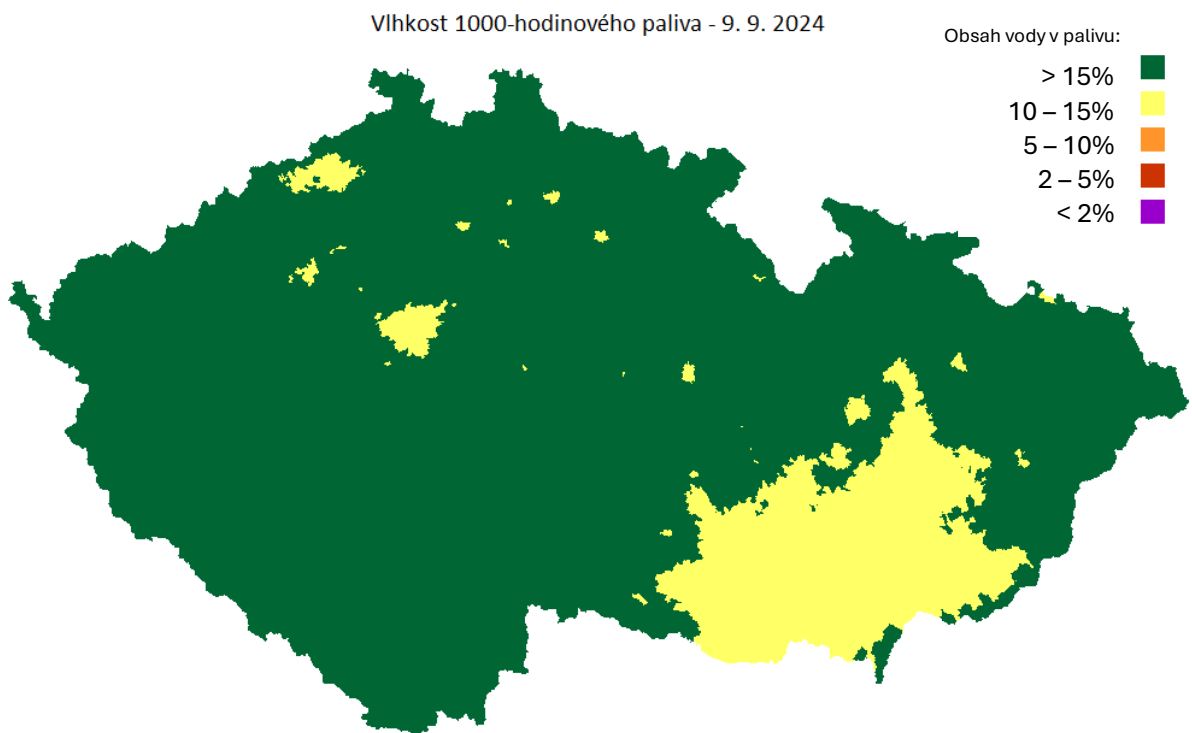 Vlhkost 1000-hodinového paliva - 9. 9. 2024
Obsah vody v palivu:
> 15%
10 – 15%
5 – 10%
2 – 5%
< 2%